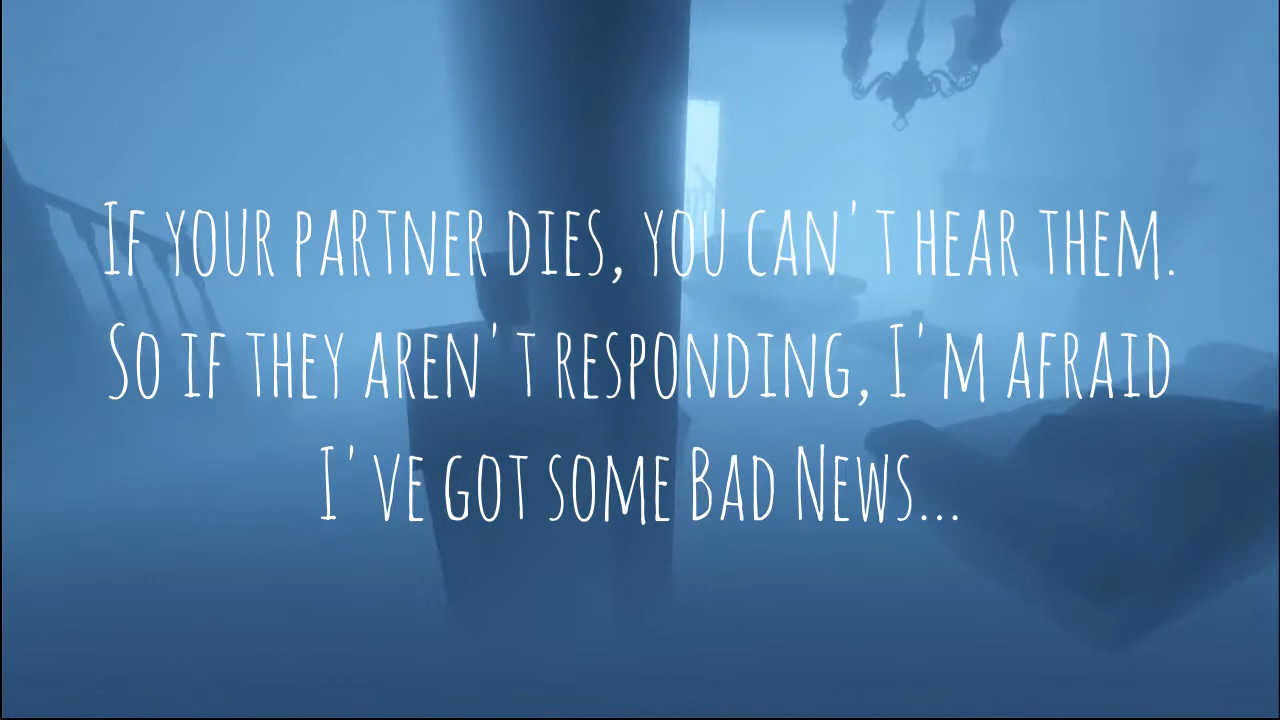 If your partner dies, you can't hear them.
So if they aren't responding, I'm afraid
I've got some Bad News...